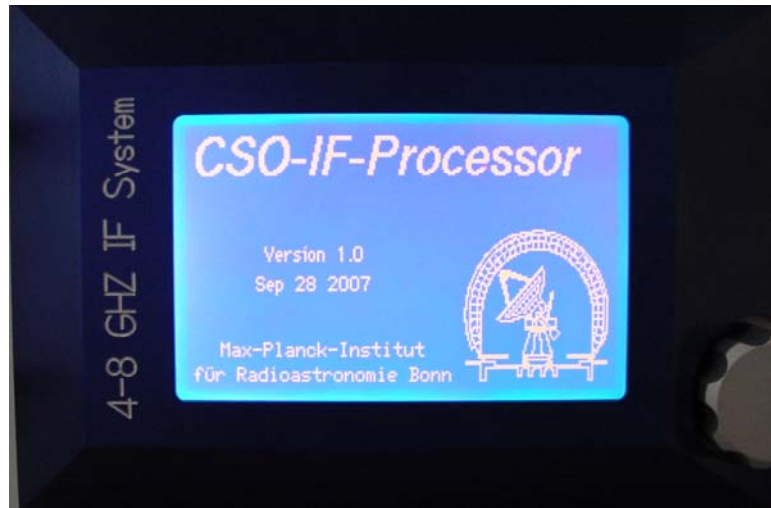 4-8 GHZ IF System
CSO-IF-Processor
Version 1.0
Sep 28 2007
Max-Planck-Institut
für Radioastronomie Bonn